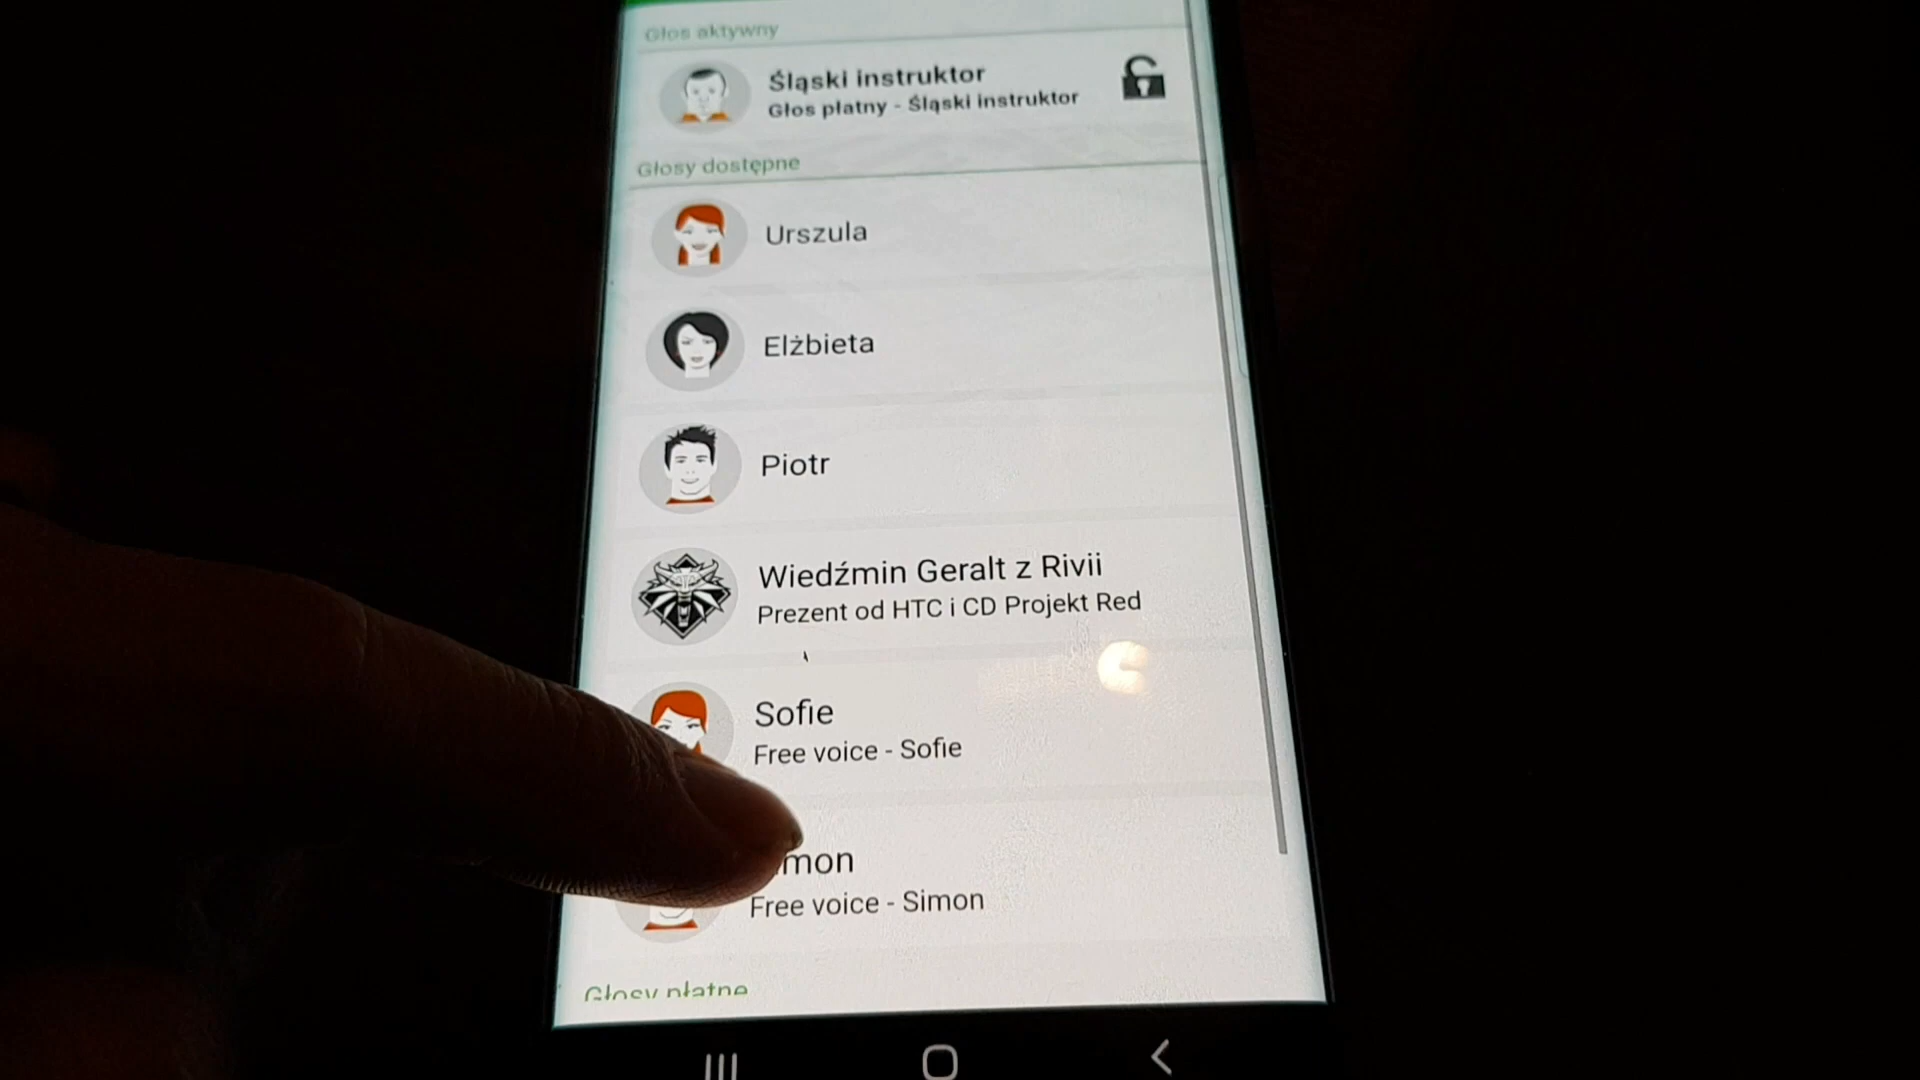 Głos aktywny
Śląski instruktor
Głos płatny - Śląski instruktor
Głosy dostępne
Urszula
Elżbieta
Piotr
Wiedźmin Geralt z Rivii
Prezent od HTC i CD Projekt Red
Sofie
Free voice - Sofie
mon
Free voice - Simon
Głosy płatne